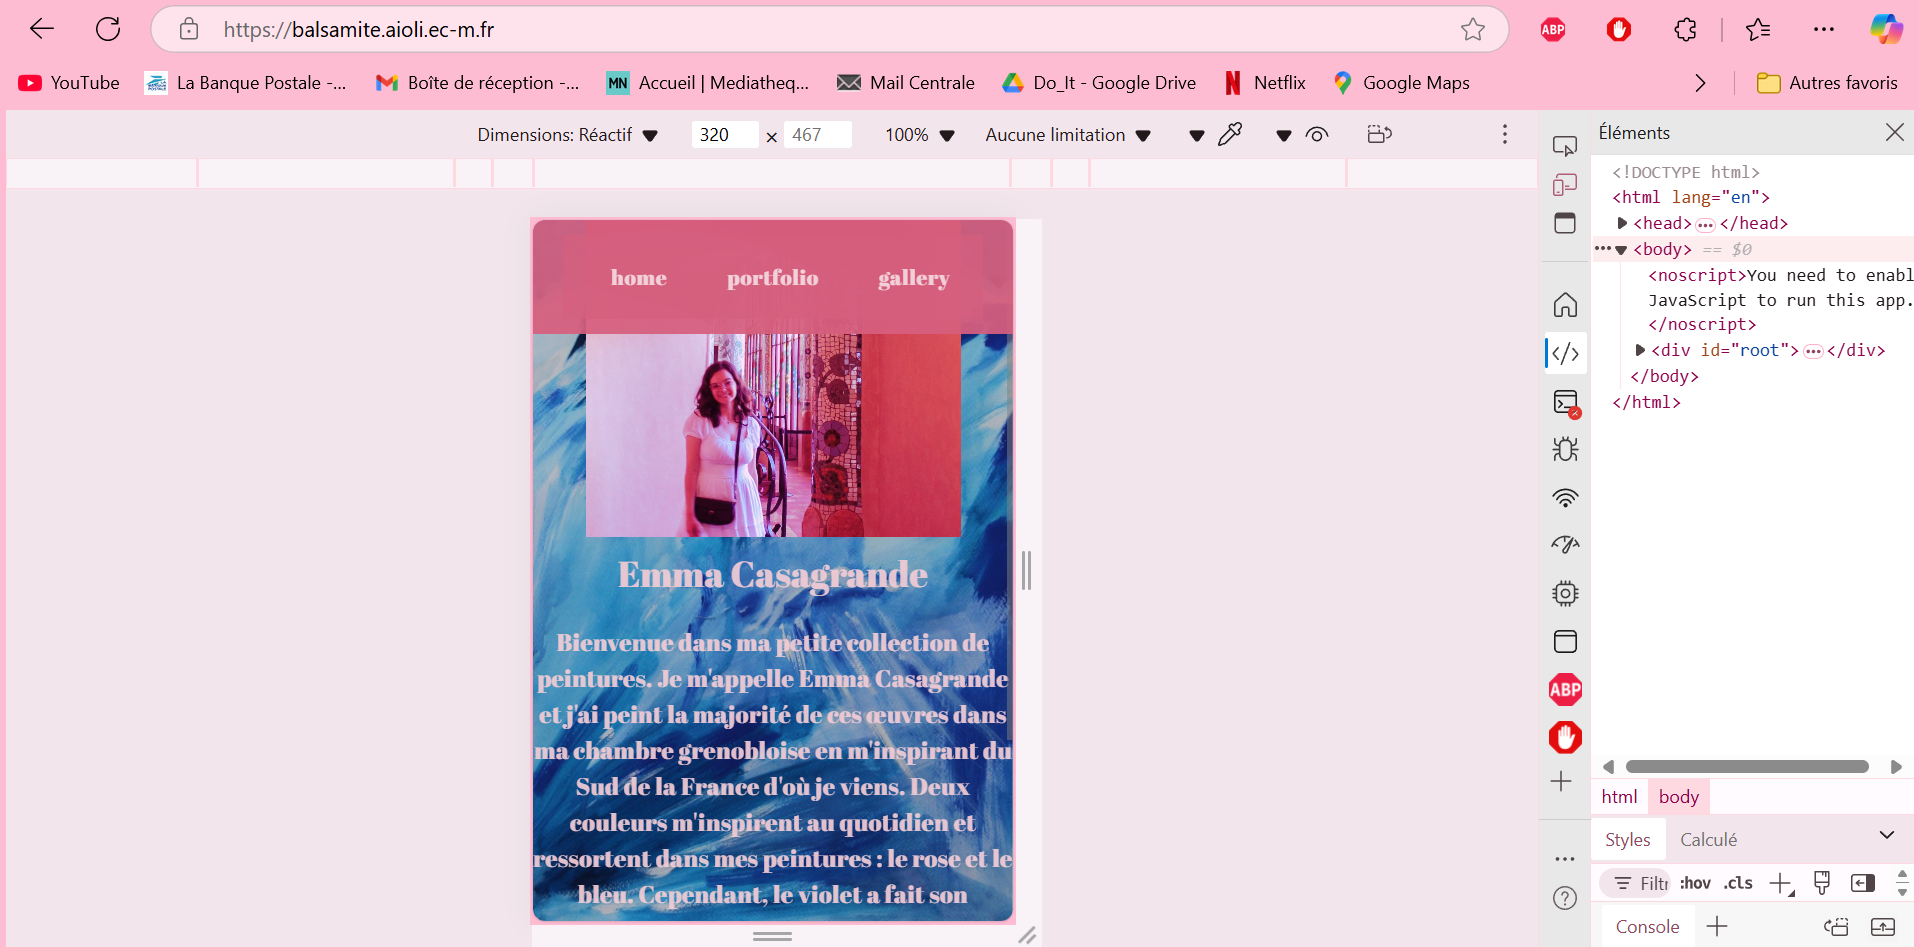 https://balsamite.aioli.ec-m.fr
ABP
YouTube
La Banque Postale -...
Boîte de réception -...
MN
Accueil | Mediatheq...
Mail Centrale
Do_It - Google Drive
Netflix
Google Maps
Autres favoris
Dimensions: Réactif
320
×
467
100%
Aucune limitation
Éléments
<!DOCTYPE html>
<html lang="en">
<head>
</head>
<body> == $0
<noscript>You need to enabl
JavaScript to run this app.
</noscript>
<div id="root">
</div>
</body>
</html>
home
portfolio
gallery
Emma Casagrande
Bienvenue dans ma petite collection de
peintures. Je m'appelle Emma Casagrande
et j'ai peint la majorité de ces œuvres dans
ma chambre grenobloise en m'inspirant du
Sud de la France d'où je viens. Deux
couleurs m'inspirent au quotidien et
ressortent dans mes peintures : le rose et le
bleu. Cependant, le violet a fait son
ABP
html
body
Styles
Calculé
Filtr
:hov
.cls
Console